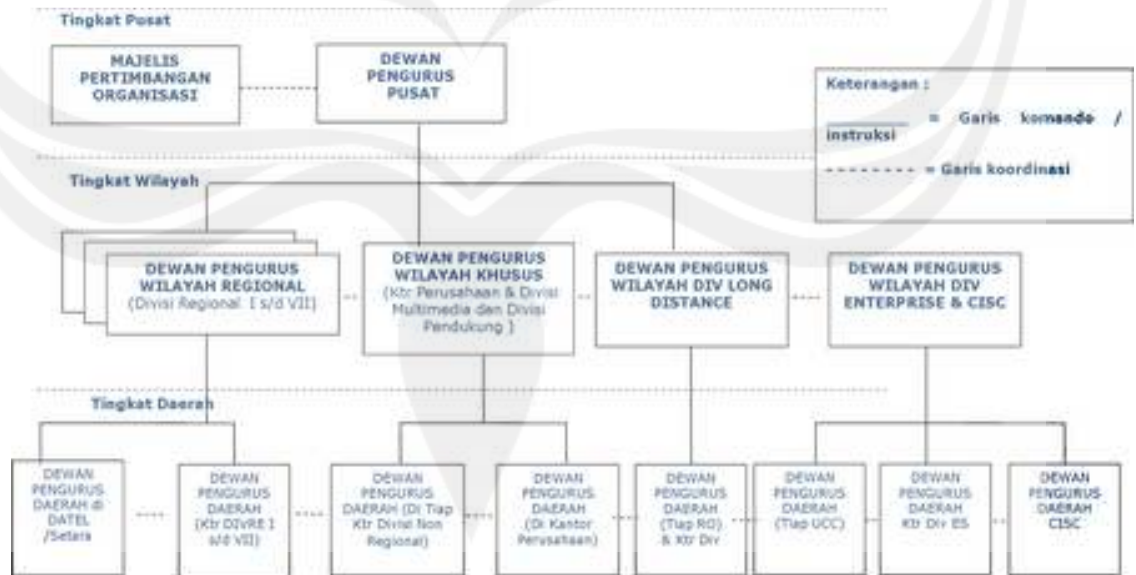 Tingkat Pusat
MAJELIS
PERTIMBANGAN
ORGANISASI
DEWAN
PENGURUS
PUSAT
Keterangan :
= Garis komando /
instruksi
- - - - - - - - = Garis koordinasi
Tingkat Wilayah
DEWAN PENGURUS
WILAYAH REGIONAL
(Divisi Regional I s/d VII)
DEWAN PENGURUS
WILAYAH KHUSUS
(Ktr Perusahaan & Divisi
Multimedia dan Divisi
Pendukung )
DEWAN PENGURUS
WILAYAH DIV LONG
DISTANCE
DEWAN PENGURUS
WILAYAH DIV
ENTERPRISE & CISC
Tingkat Daerah
DEWAN
PENGURUS
DAERAH di
DATEL
/Setara
DEWAN
PENGURUS
DAERAH
(Ktr DIVRE I
s/d VII)
DEWAN
PENGURUS
DAERAH (Di Tiap
Ktr Divisi Non
Regional)
DEWAN
PENGURUS
DAERAH
(Di Kantor
Perusahaan)
DEWAN
PENGURUS
DAERAH
(Tiap RO)
& Ktr Div
DEWAN
PENGURUS
DAERAH
(Tiap UCC)
DEWAN
PENGURUS
DAERAH
Ktr Div ES
DEWAN
PENGURUS
DAERAH
CISC